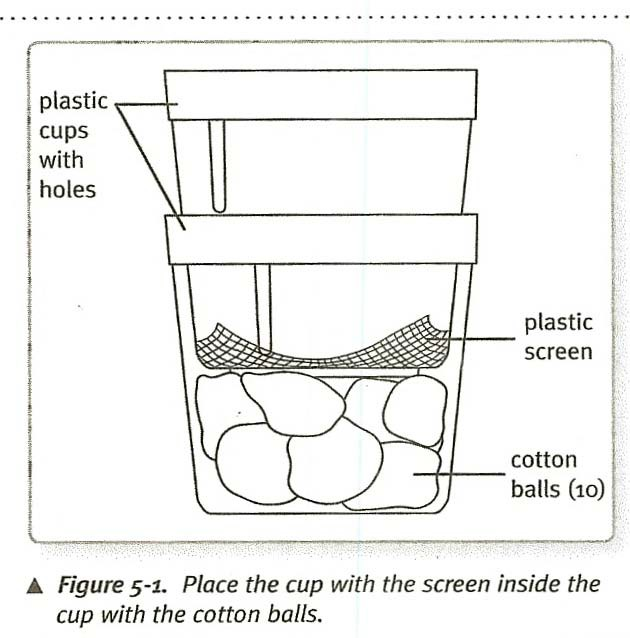 plastic
cups
with
holes
plastic
screen
cotton
balls (10)
▲ Figure 5-1. Place the cup with the screen inside the
cup with the cotton balls.